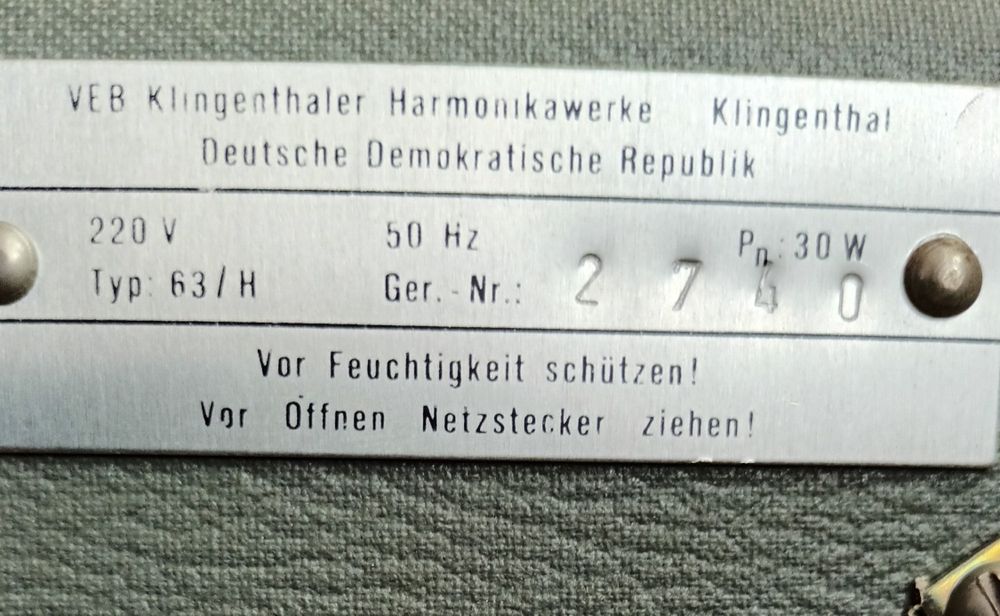 VEB Klingenthaler Harmonikawerke Klingenthal
Deutsche Demokratische Republik
220 V 50 Hz Pn: 30 W
Typ: 63/H Ger.-Nr.: 2740
Vor Feuchtigkeit schützen!
Vor Öffnen Netzstecker ziehen!